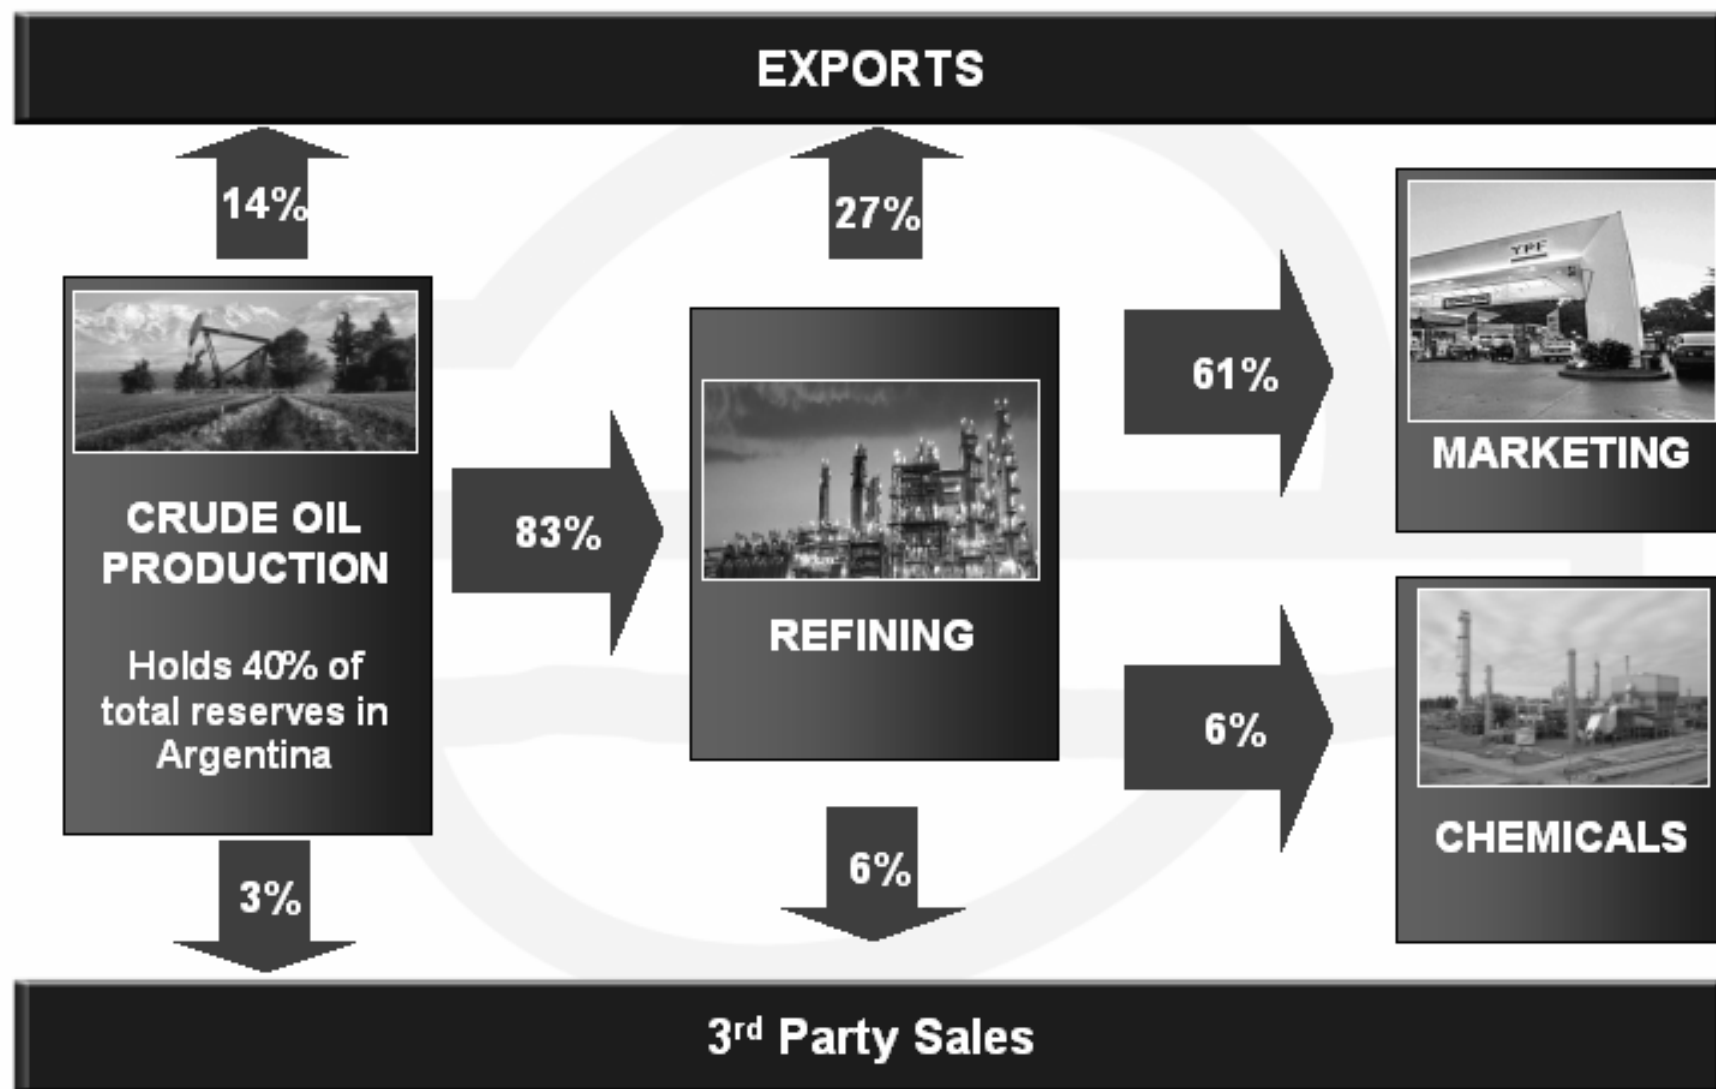 EXPORTS
14%
27%
YPF
61%
MARKETING
CRUDE OIL
PRODUCTION
83%
Holds 40% of
total reserves in
Argentina
REFINING
6%
CHEMICALS
3%
6%
3rd Party Sales